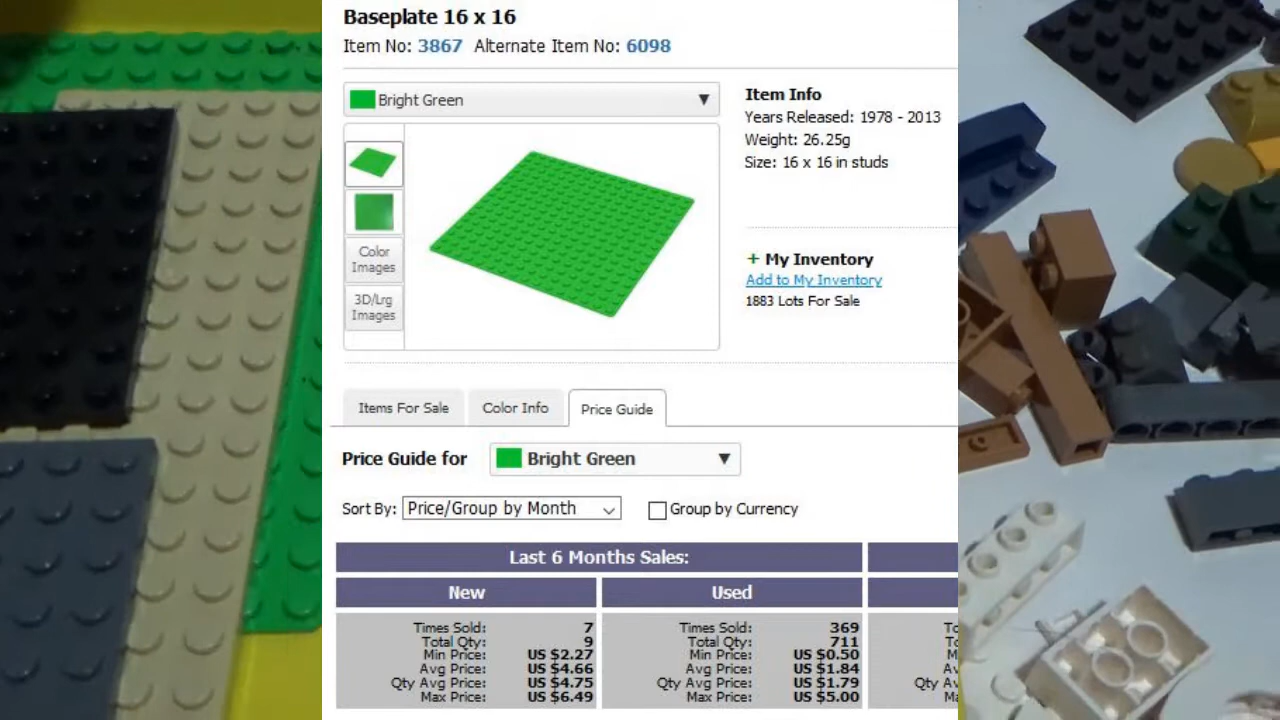 Baseplate 16 x 16
Item No: 3867 Alternate Item No: 6098
Bright Green
Item Info
Years Released: 1978 - 2013
Weight: 26.25g
Size: 16 x 16 in studs
Color
Images
3D/Lrg
Images
+ My Inventory
Add to My Inventory
1883 Lots For Sale
Items For Sale Color Info Price Guide
Price Guide for Bright Green
Sort By: Price/Group by Month Group by Currency
Last 6 Months Sales:
New Used
Times Sold: 7 Times Sold: 369
Total Qty: 9 Total Qty: 711
Min Price: US $2.27 Min Price: US $0.50
Avg Price: US $4.66 Avg Price: US $1.84
Qty Avg Price: US $4.75 Qty Avg Price: US $1.79
Max Price: US $6.49 Max Price: US $5.00